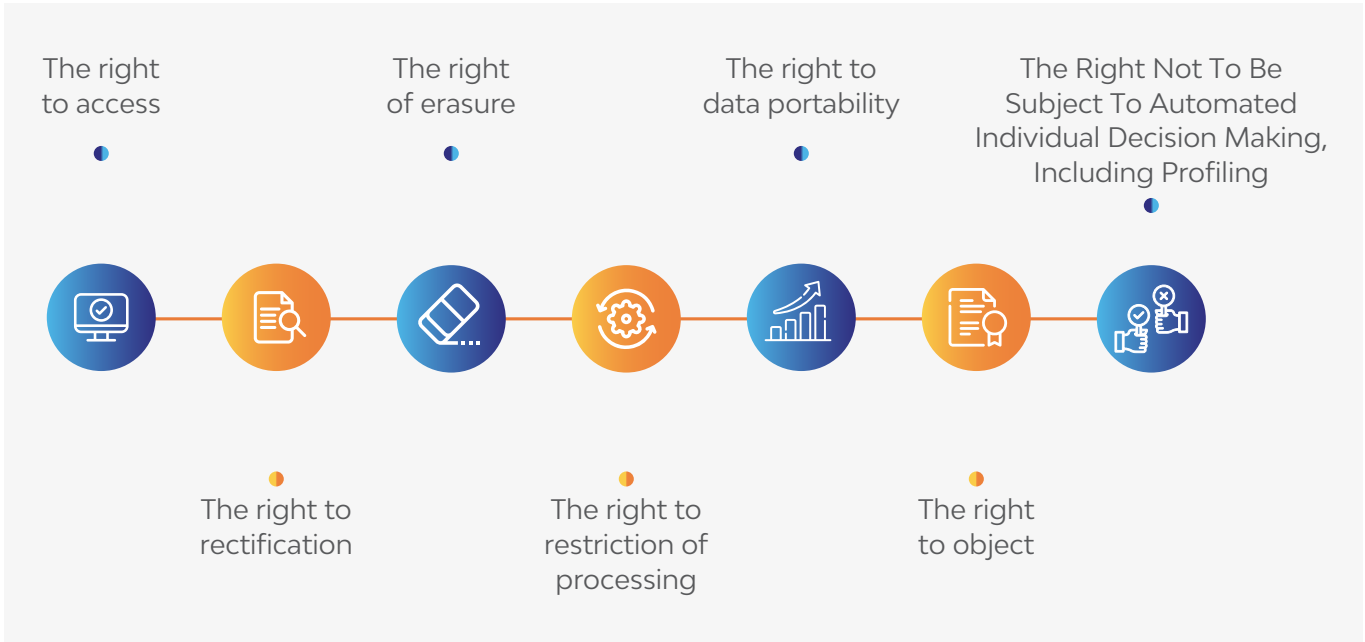 The right
to access
The right
of erasure
The right to
data portability
The Right Not To Be
Subject To Automated
Individual Decision Making,
Including Profiling
The right to
rectification
The right to
restriction of
processing
The right
to object